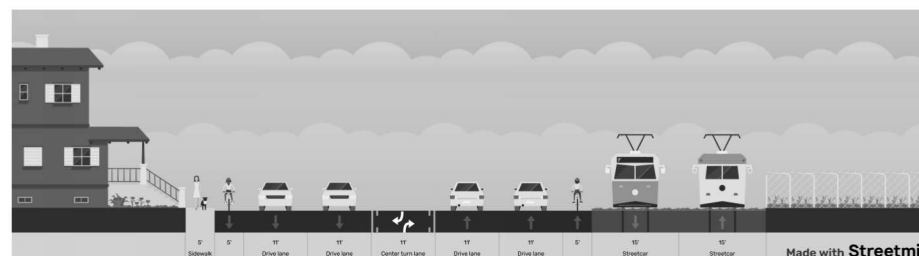 5' 5' 11' 11' 11' 11' 11' 5' 15' 15'
Sidewalk Drive lane Drive lane Center turn lane Drive lane Drive lane Streetcar Streetcar
Made with Streetmi